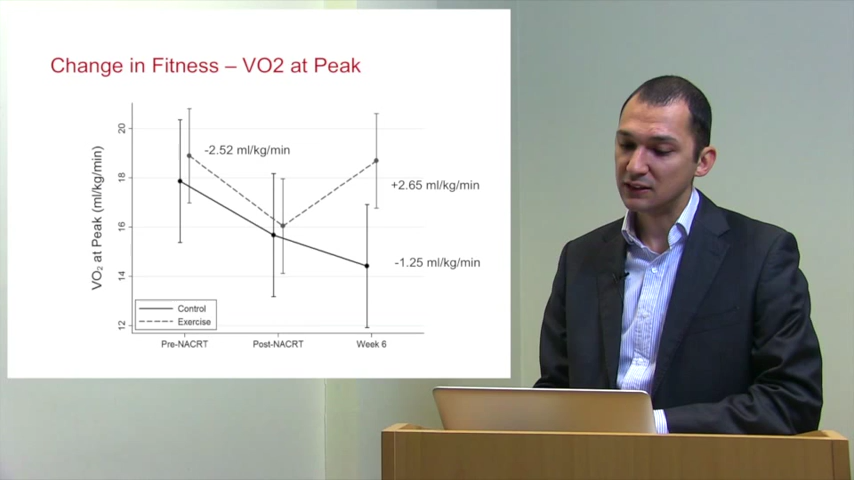 Change in Fitness – VO2 at Peak
VO₂ at Peak (ml/kg/min)
20
18
16
14
12
-2.52 ml/kg/min
+2.65 ml/kg/min
-1.25 ml/kg/min
Control
Exercise
Pre-NACRT Post-NACRT Week 6